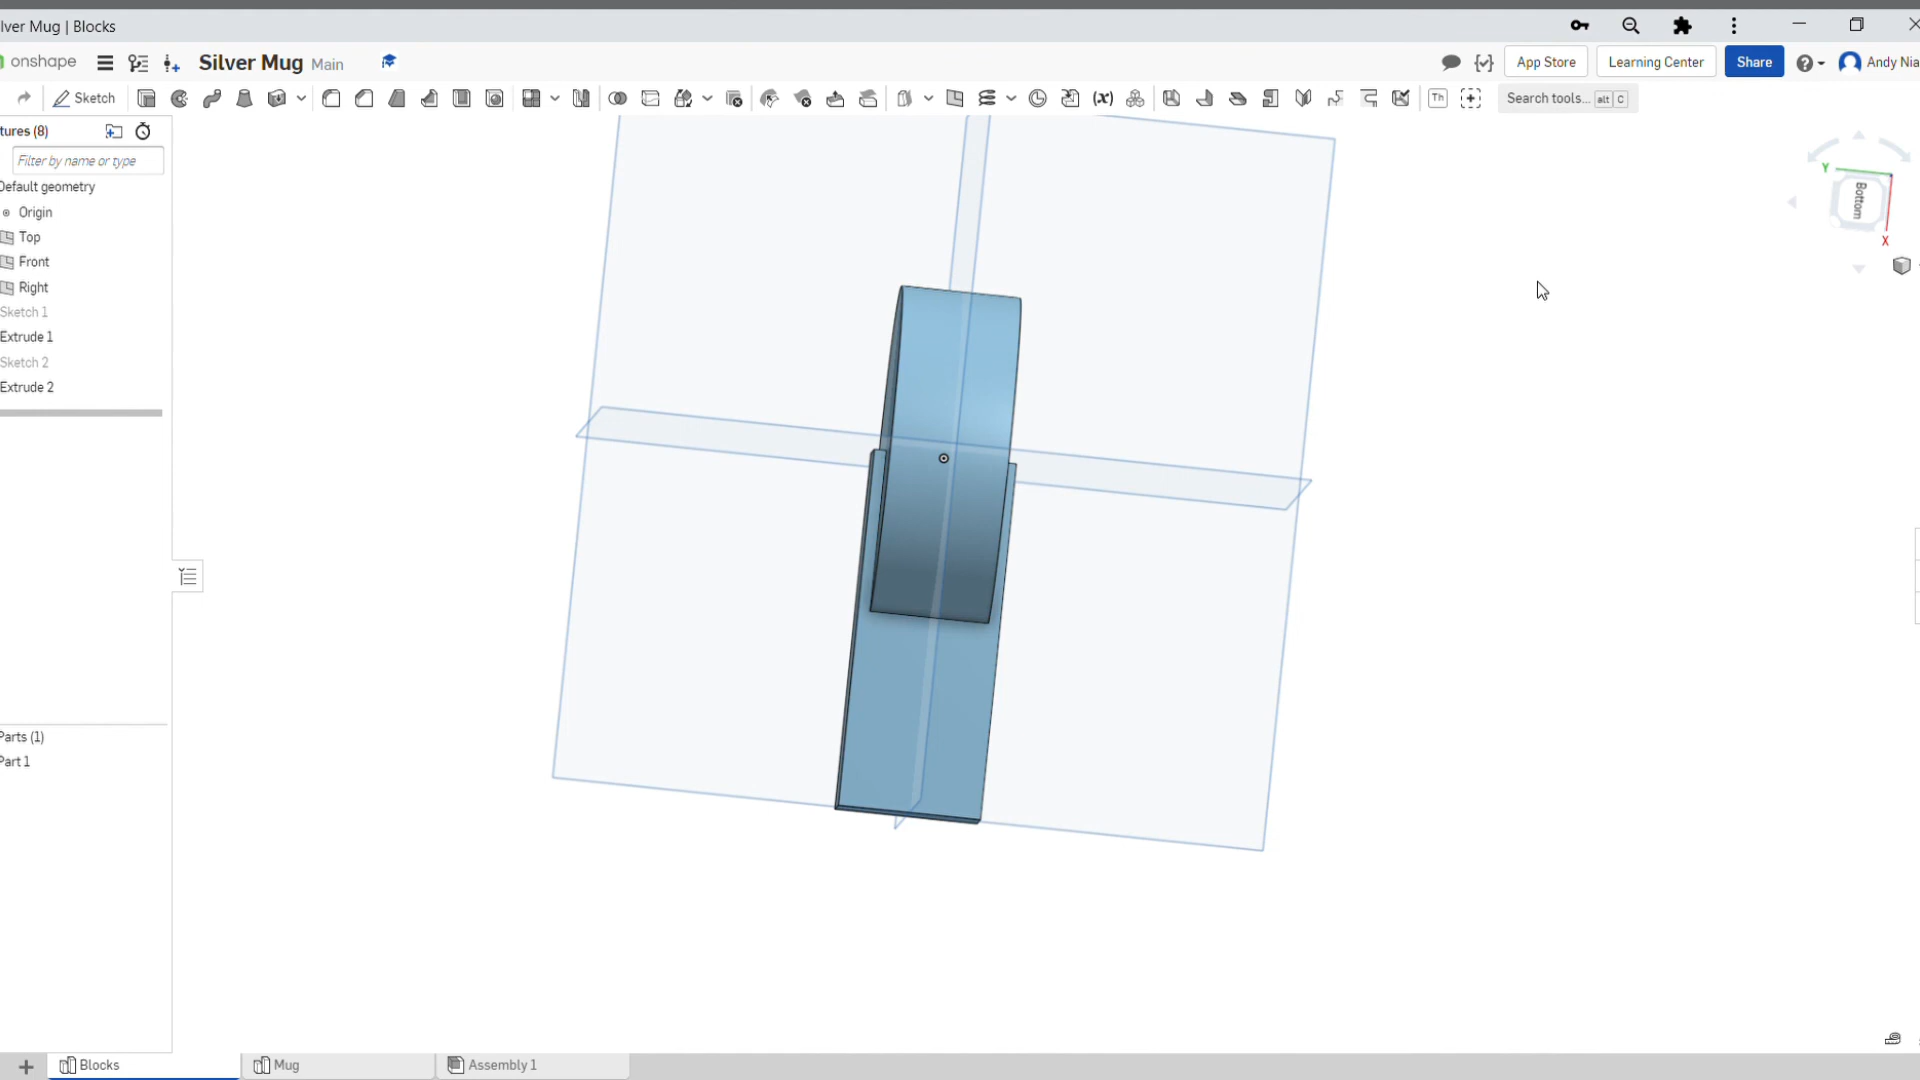 lver Mug | Blocks
onshape
Silver Mug Main
App Store
Learning Center
Share
Andy Nia
Sketch
(x)
Th
Search tools... alt C
tures (8)
Filter by name or type
Default geometry
Origin
Top
Front
Right
Sketch 1
Extrude 1
Sketch 2
Extrude 2
Y
Bottom
X
Parts (1)
Part 1
Blocks
Mug
Assembly 1